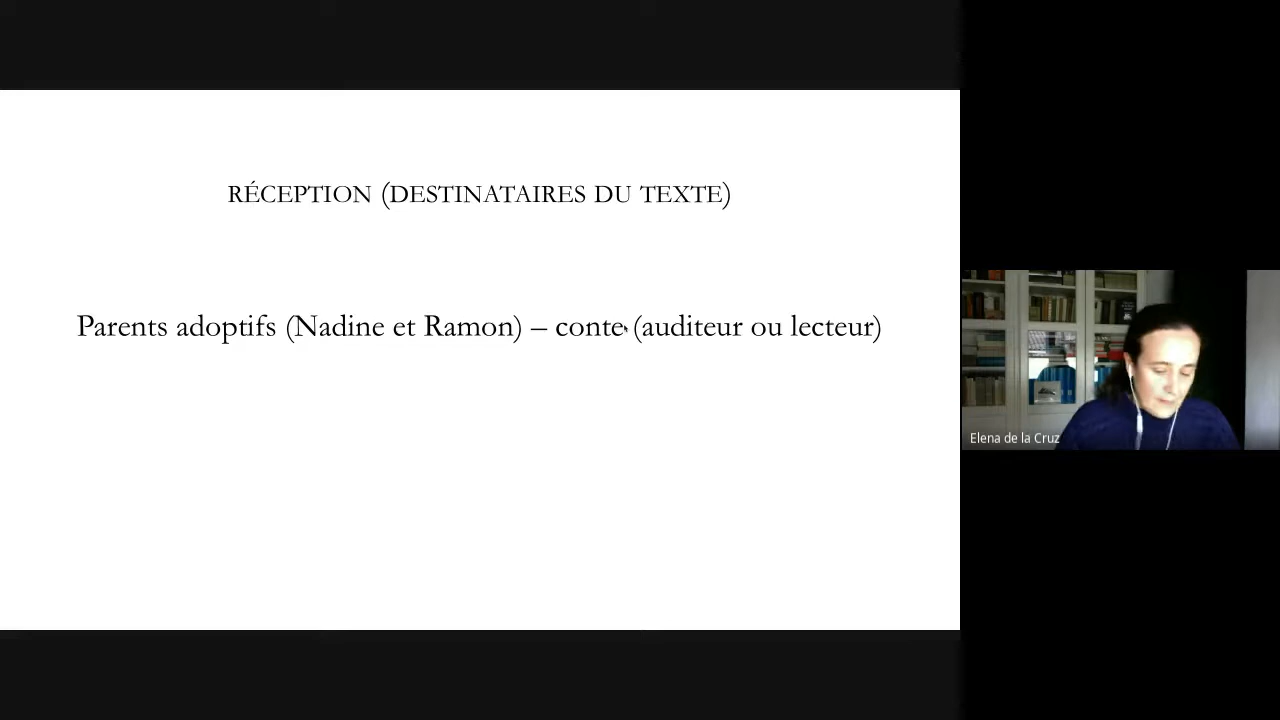 RÉCEPTION (DESTINATAIRES DU TEXTE)
Parents adoptifs (Nadine et Ramon) – conte (auditeur ou lecteur)
Elena de la Cruz